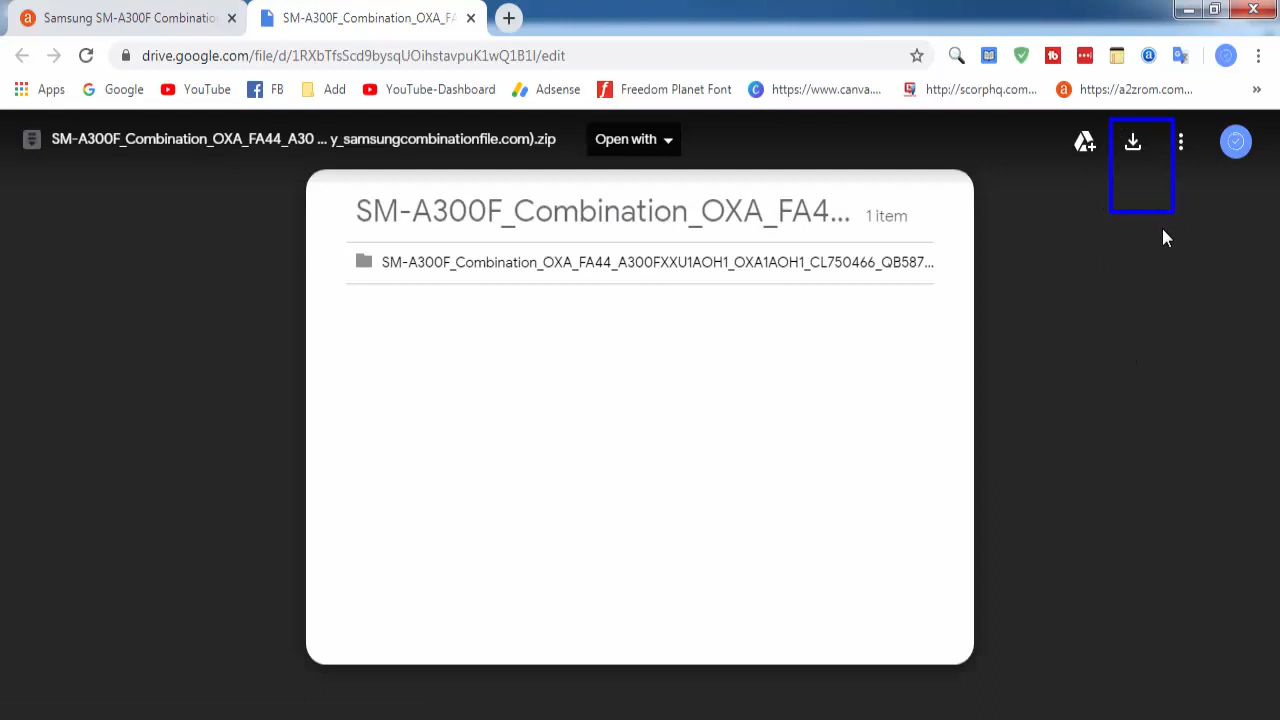 Samsung SM-A300F Combination
SM-A300F_Combination_OXA_FA
drive.google.com/file/d/1RXbTfsScd9bysqUOihstavpuK1wQ1B1I/edit
Apps Google YouTube FB Add YouTube-Dashboard Adsense Freedom Planet Font https://www.canva.... http://scorphq.com... https://a2zrom.com... »
SM-A300F_Combination_OXA_FA44_A30 ... y_samsungcombinationfile.com).zip
Open with
SM-A300F_Combination_OXA_FA4... 1 item
SM-A300F_Combination_OXA_FA44_A300FXXU1AOH1_OXA1AOH1_CL750466_QB587...